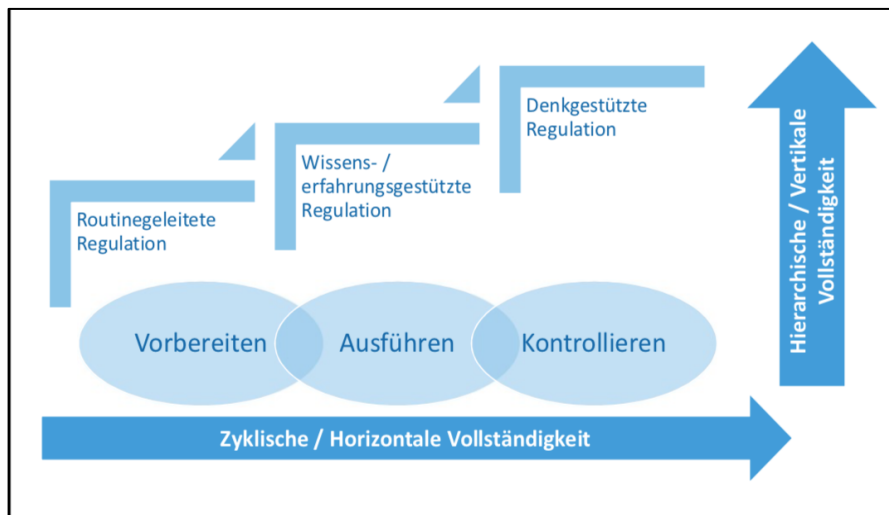 Denkgestützte
Regulation
Wissens- /
erfahrungsgestützte
Regulation
Routinegeleitete
Regulation
Hierarchische / Vertikale
Vollständigkeit
Vorbereiten
Ausführen
Kontrollieren
Zyklische / Horizontale Vollständigkeit